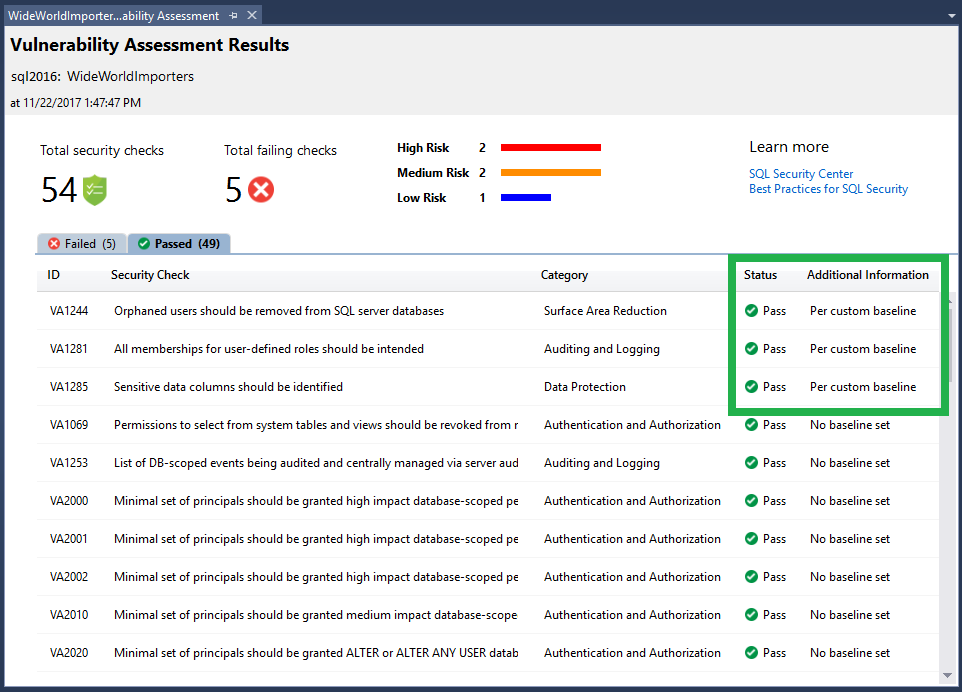 WideWorldImporter...ability Assessment
Vulnerability Assessment Results
sql2016: WideWorldImporters
at 11/22/2017 1:47:47 PM
Total security checks
54
Total failing checks
5
High Risk 2
Medium Risk 2
Low Risk 1
Learn more
SQL Security Center
Best Practices for SQL Security
Failed (5) Passed (49)
ID Security Check Category Status Additional Information
VA1244 Orphaned users should be removed from SQL server databases Surface Area Reduction Pass Per custom baseline
VA1281 All memberships for user-defined roles should be intended Auditing and Logging Pass Per custom baseline
VA1285 Sensitive data columns should be identified Data Protection Pass Per custom baseline
VA1069 Permissions to select from system tables and views should be revoked from r Authentication and Authorization Pass No baseline set
VA1253 List of DB-scoped events being audited and centrally managed via server aud Auditing and Logging Pass No baseline set
VA2000 Minimal set of principals should be granted high impact database-scoped pe Authentication and Authorization Pass No baseline set
VA2001 Minimal set of principals should be granted high impact database-scoped pe Authentication and Authorization Pass No baseline set
VA2002 Minimal set of principals should be granted high impact database-scoped pe Authentication and Authorization Pass No baseline set
VA2010 Minimal set of principals should be granted medium impact database-scope Authentication and Authorization Pass No baseline set
VA2020 Minimal set of principals should be granted ALTER or ALTER ANY USER datab Authentication and Authorization Pass No baseline set